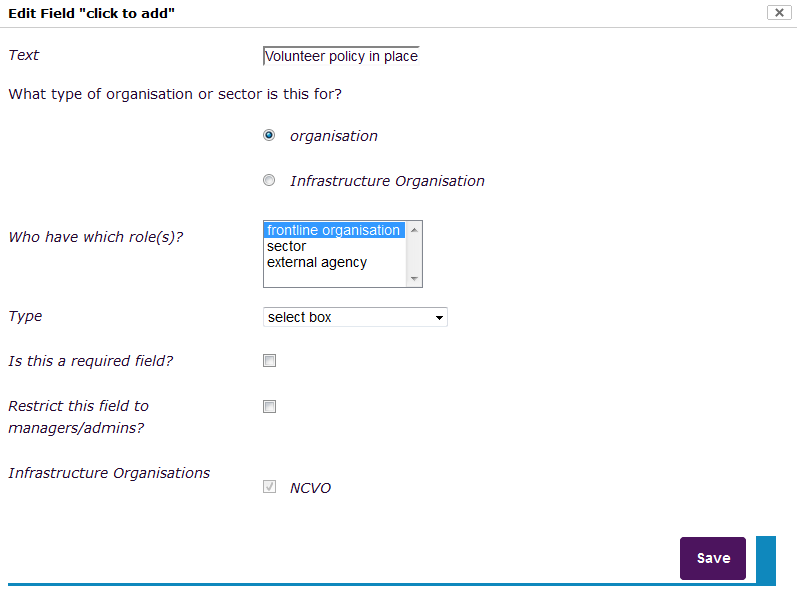 Edit Field "click to add"
Text
Volunteer policy in place
What type of organisation or sector is this for?
organisation
Infrastructure Organisation
Who have which role(s)?
frontline organisation
sector
external agency
Type
select box
Is this a required field?
Restrict this field to
managers/admins?
Infrastructure Organisations
NCVO
Save